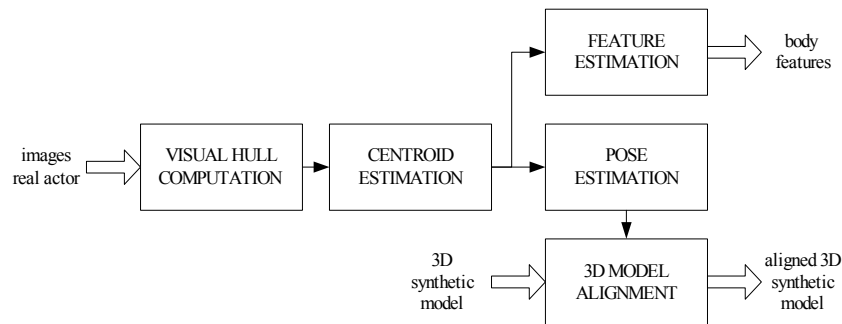 FEATURE
ESTIMATION
body
features
images
real actor
VISUAL HULL
COMPUTATION
CENTROID
ESTIMATION
POSE
ESTIMATION
3D
synthetic
model
3D MODEL
ALIGNMENT
aligned 3D
synthetic
model